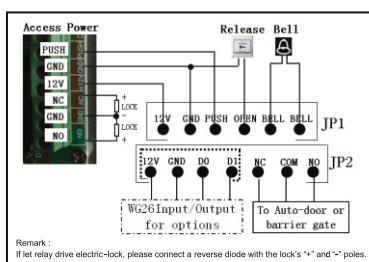 Access Power
Release Bell
PUSH
GND
12V
NC
GND
NO
+
LOCK
-
LOCK
+
12V GND PUSH OPEN BELL BELL
JP1
12V GND D0 D1 NC COM NO
JP2
WG26Input/Output
for options
To Auto-door or
barrier gate
Remark :
If let relay drive electric-lock, please connect a reverse diode with the lock's "+" and "-" poles.